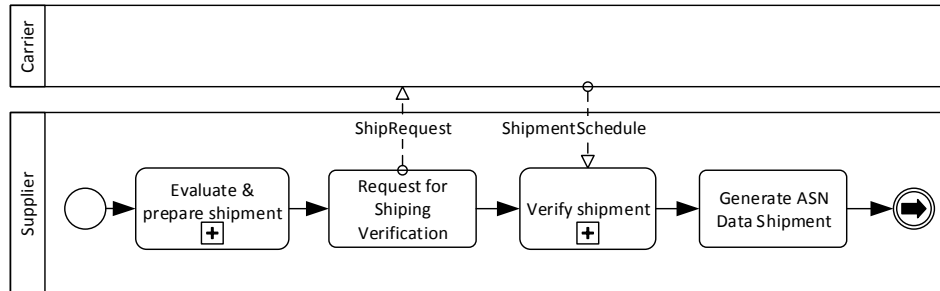 Carrier
ShipRequest
ShipmentSchedule
Supplier
Evaluate &
prepare shipment
Request for
Shiping
Verification
Verify shipment
Generate ASN
Data Shipment